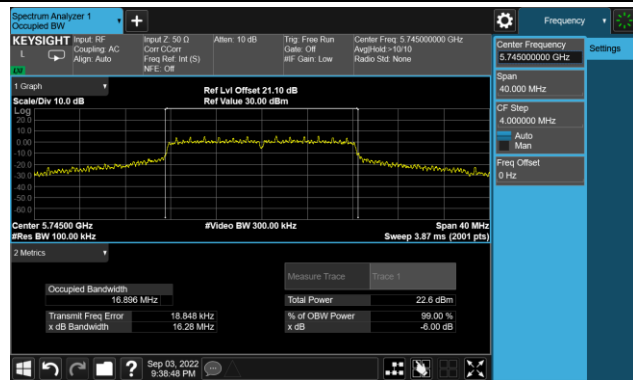 Spectrum Analyzer 1
Occupied BW
Frequency
KEYSIGHT
L
LM
Input: RF
Coupling: AC
Align: Auto
Input Z: 50 Ω
Corr CCorr
Freq Ref: Int (S)
NFE: Off
Atten: 10 dB
Trig: Free Run
Gate: Off
#IF Gain: Low
Center Freq: 5.745000000 GHz
Avg|Hold:>10/10
Radio Std: None
Center Frequency
5.745000000 GHz
Settings
Span
40.000 MHz
CF Step
4.000000 MHz
Auto
Man
Freq Offset
0 Hz
1 Graph
Scale/Div 10.0 dB
Ref Lvl Offset 21.10 dB
Ref Value 30.00 dBm
Log
20.0
10.0
0.00
-10.0
-20.0
-30.0
-40.0
-50.0
-60.0
Center 5.74500 GHz
#Res BW 100.00 kHz
#Video BW 300.00 kHz
Span 40 MHz
Sweep 3.87 ms (2001 pts)
2 Metrics
Measure Trace
Trace 1
Occupied Bandwidth
16.896 MHz
Total Power
22.6 dBm
Transmit Freq Error
18.848 kHz
% of OBW Power
99.00 %
x dB Bandwidth
16.28 MHz
x dB
-6.00 dB
?
Sep 03, 2022
9:38:48 PM